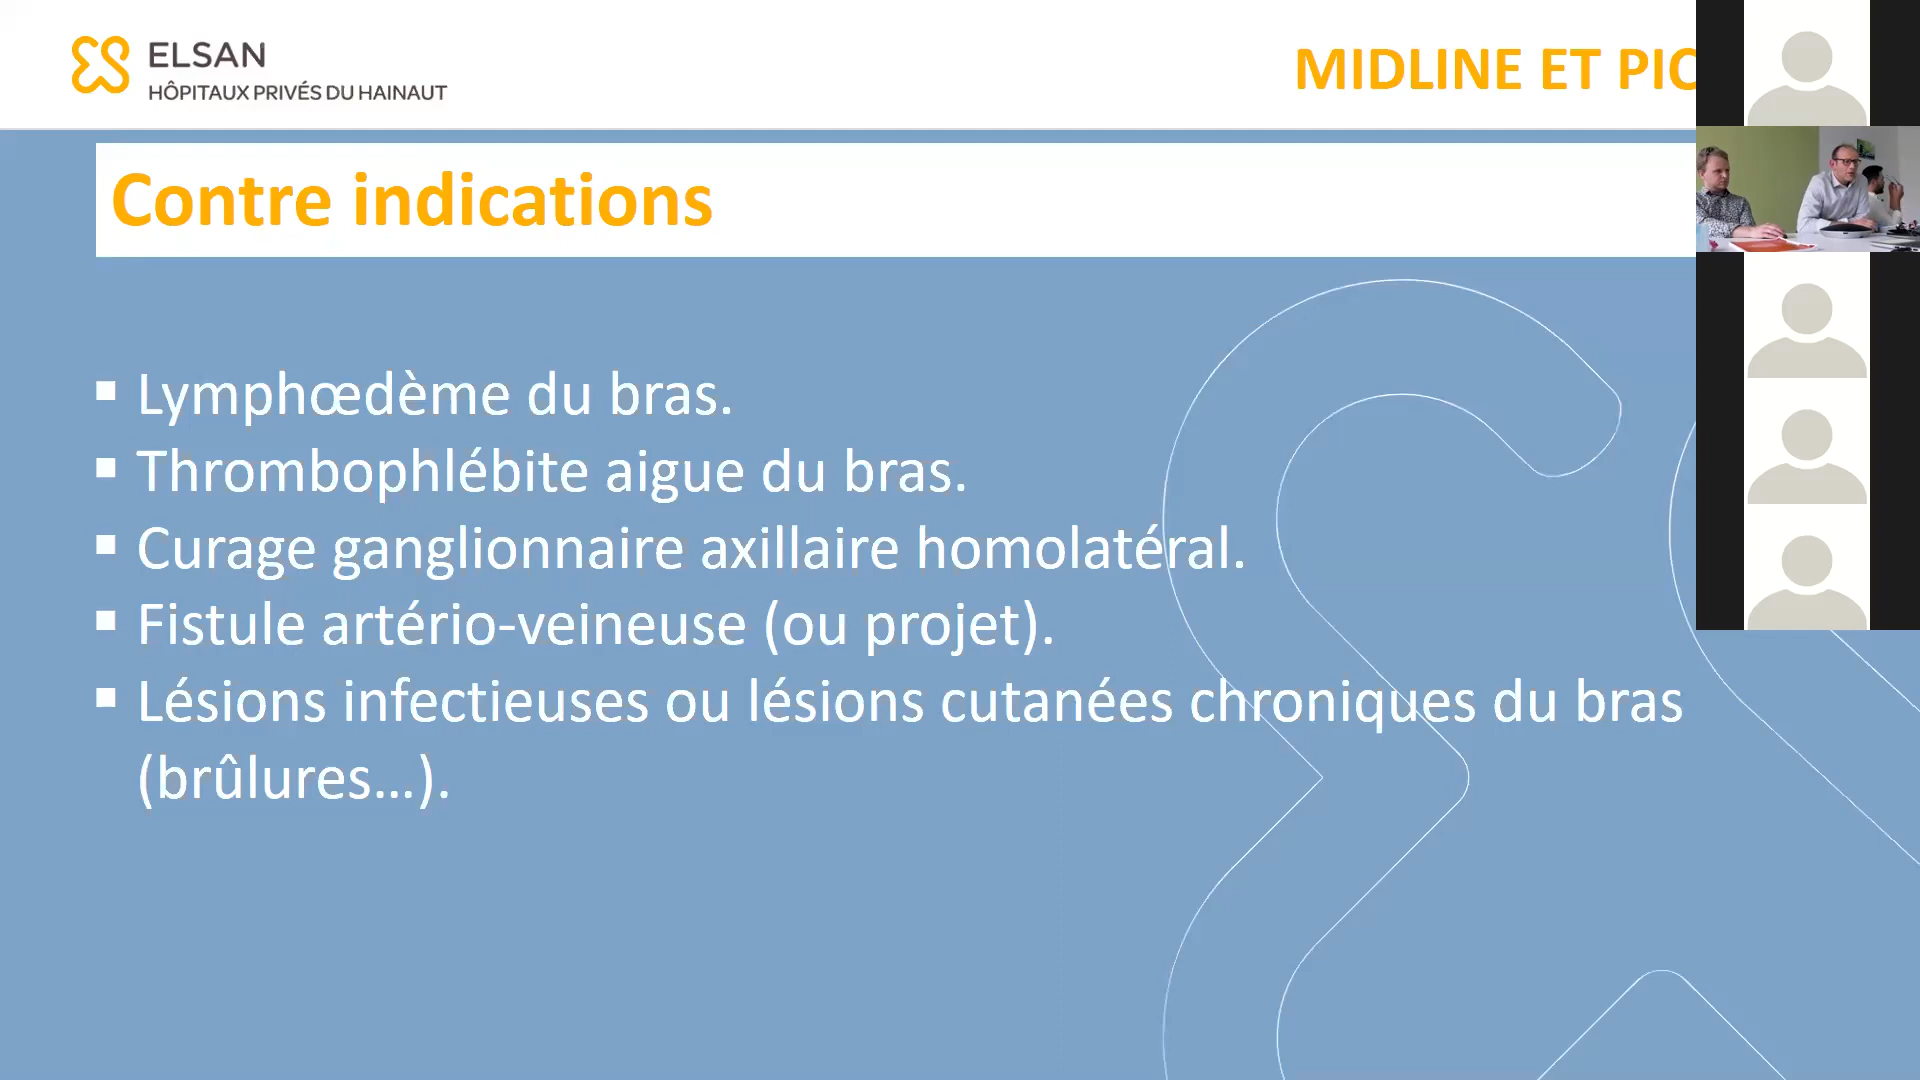 ELSAN
HÔPITAUX PRIVÉS DU HAINAUT
MIDLINE ET
Contre indications
▪ Lymphœdème du bras.
▪ Thrombophlébite aigue du bras.
▪ Curage ganglionnaire axillaire homolatéral.
▪ Fistule artério-veineuse (ou projet).
▪ Lésions infectieuses ou lésions cutanées chroniques du bras
(brûlures…).